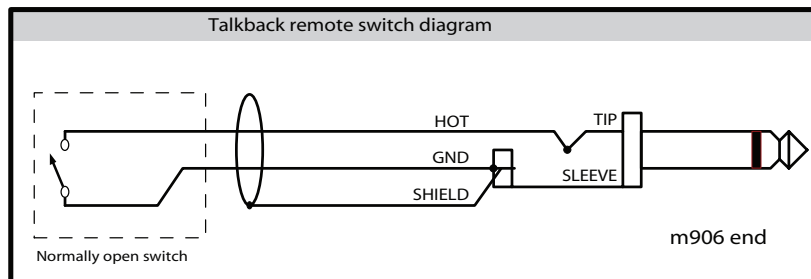 Talkback remote switch diagram
HOT
TIP
GND
SLEEVE
SHIELD
m906 end
Normally open switch